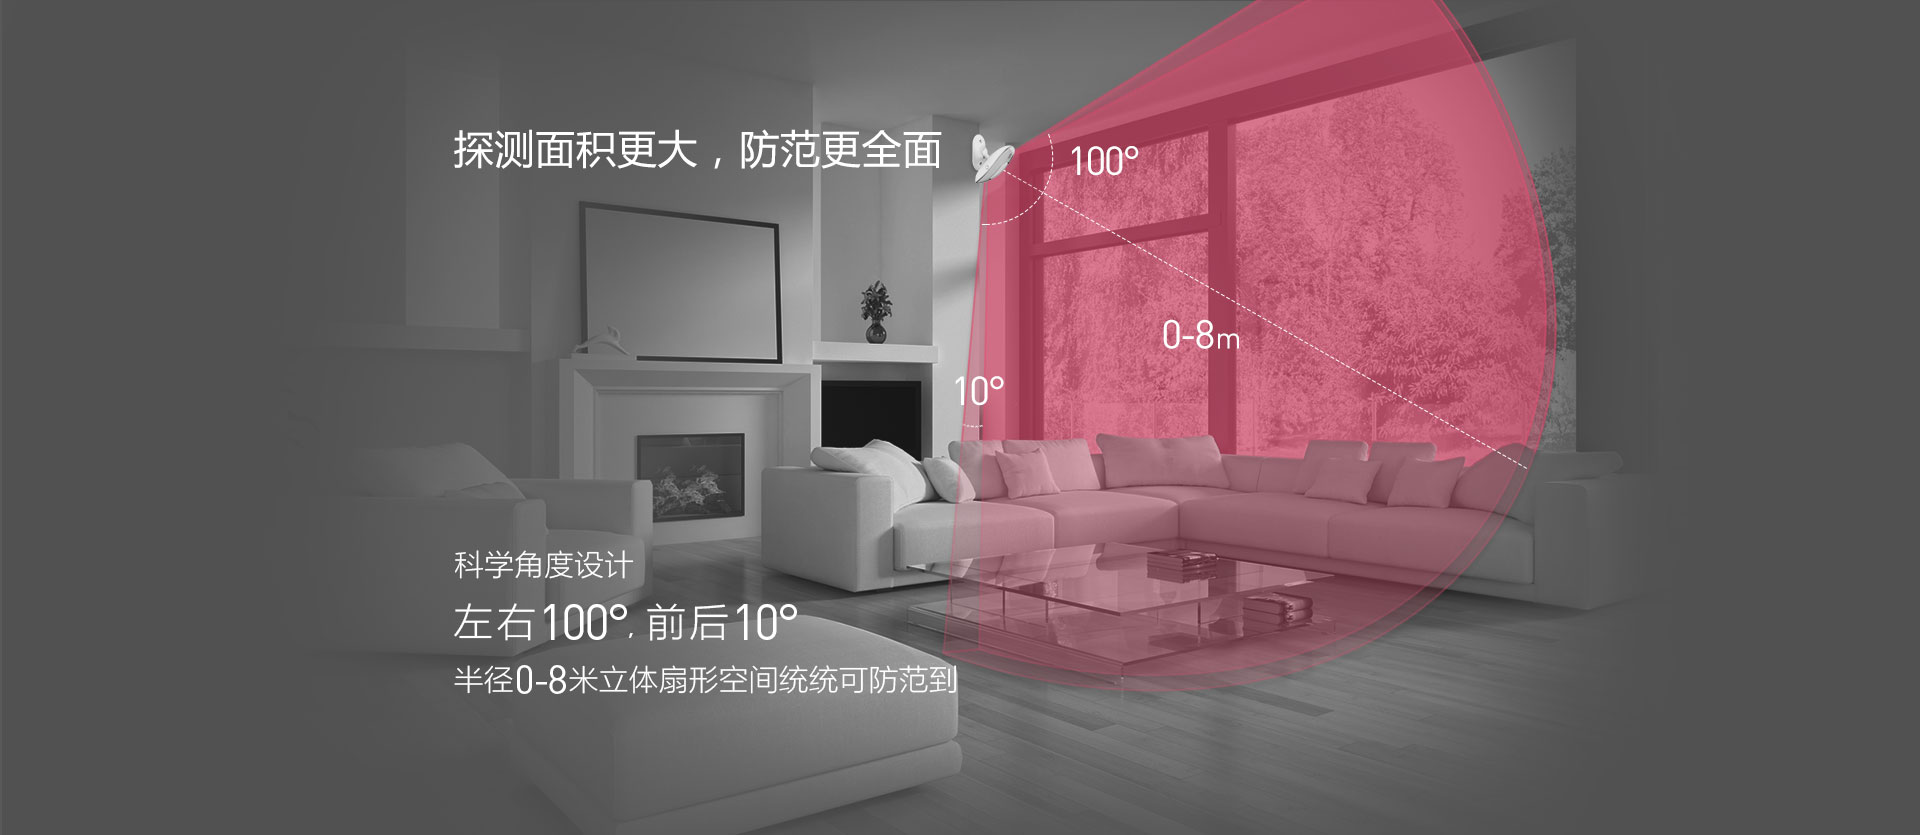 探测面积更大，防范更全面
100°
0-8m
10°
科学角度设计
左右100°, 前后10°
半径0-8米立体扇形空间统统可防范到